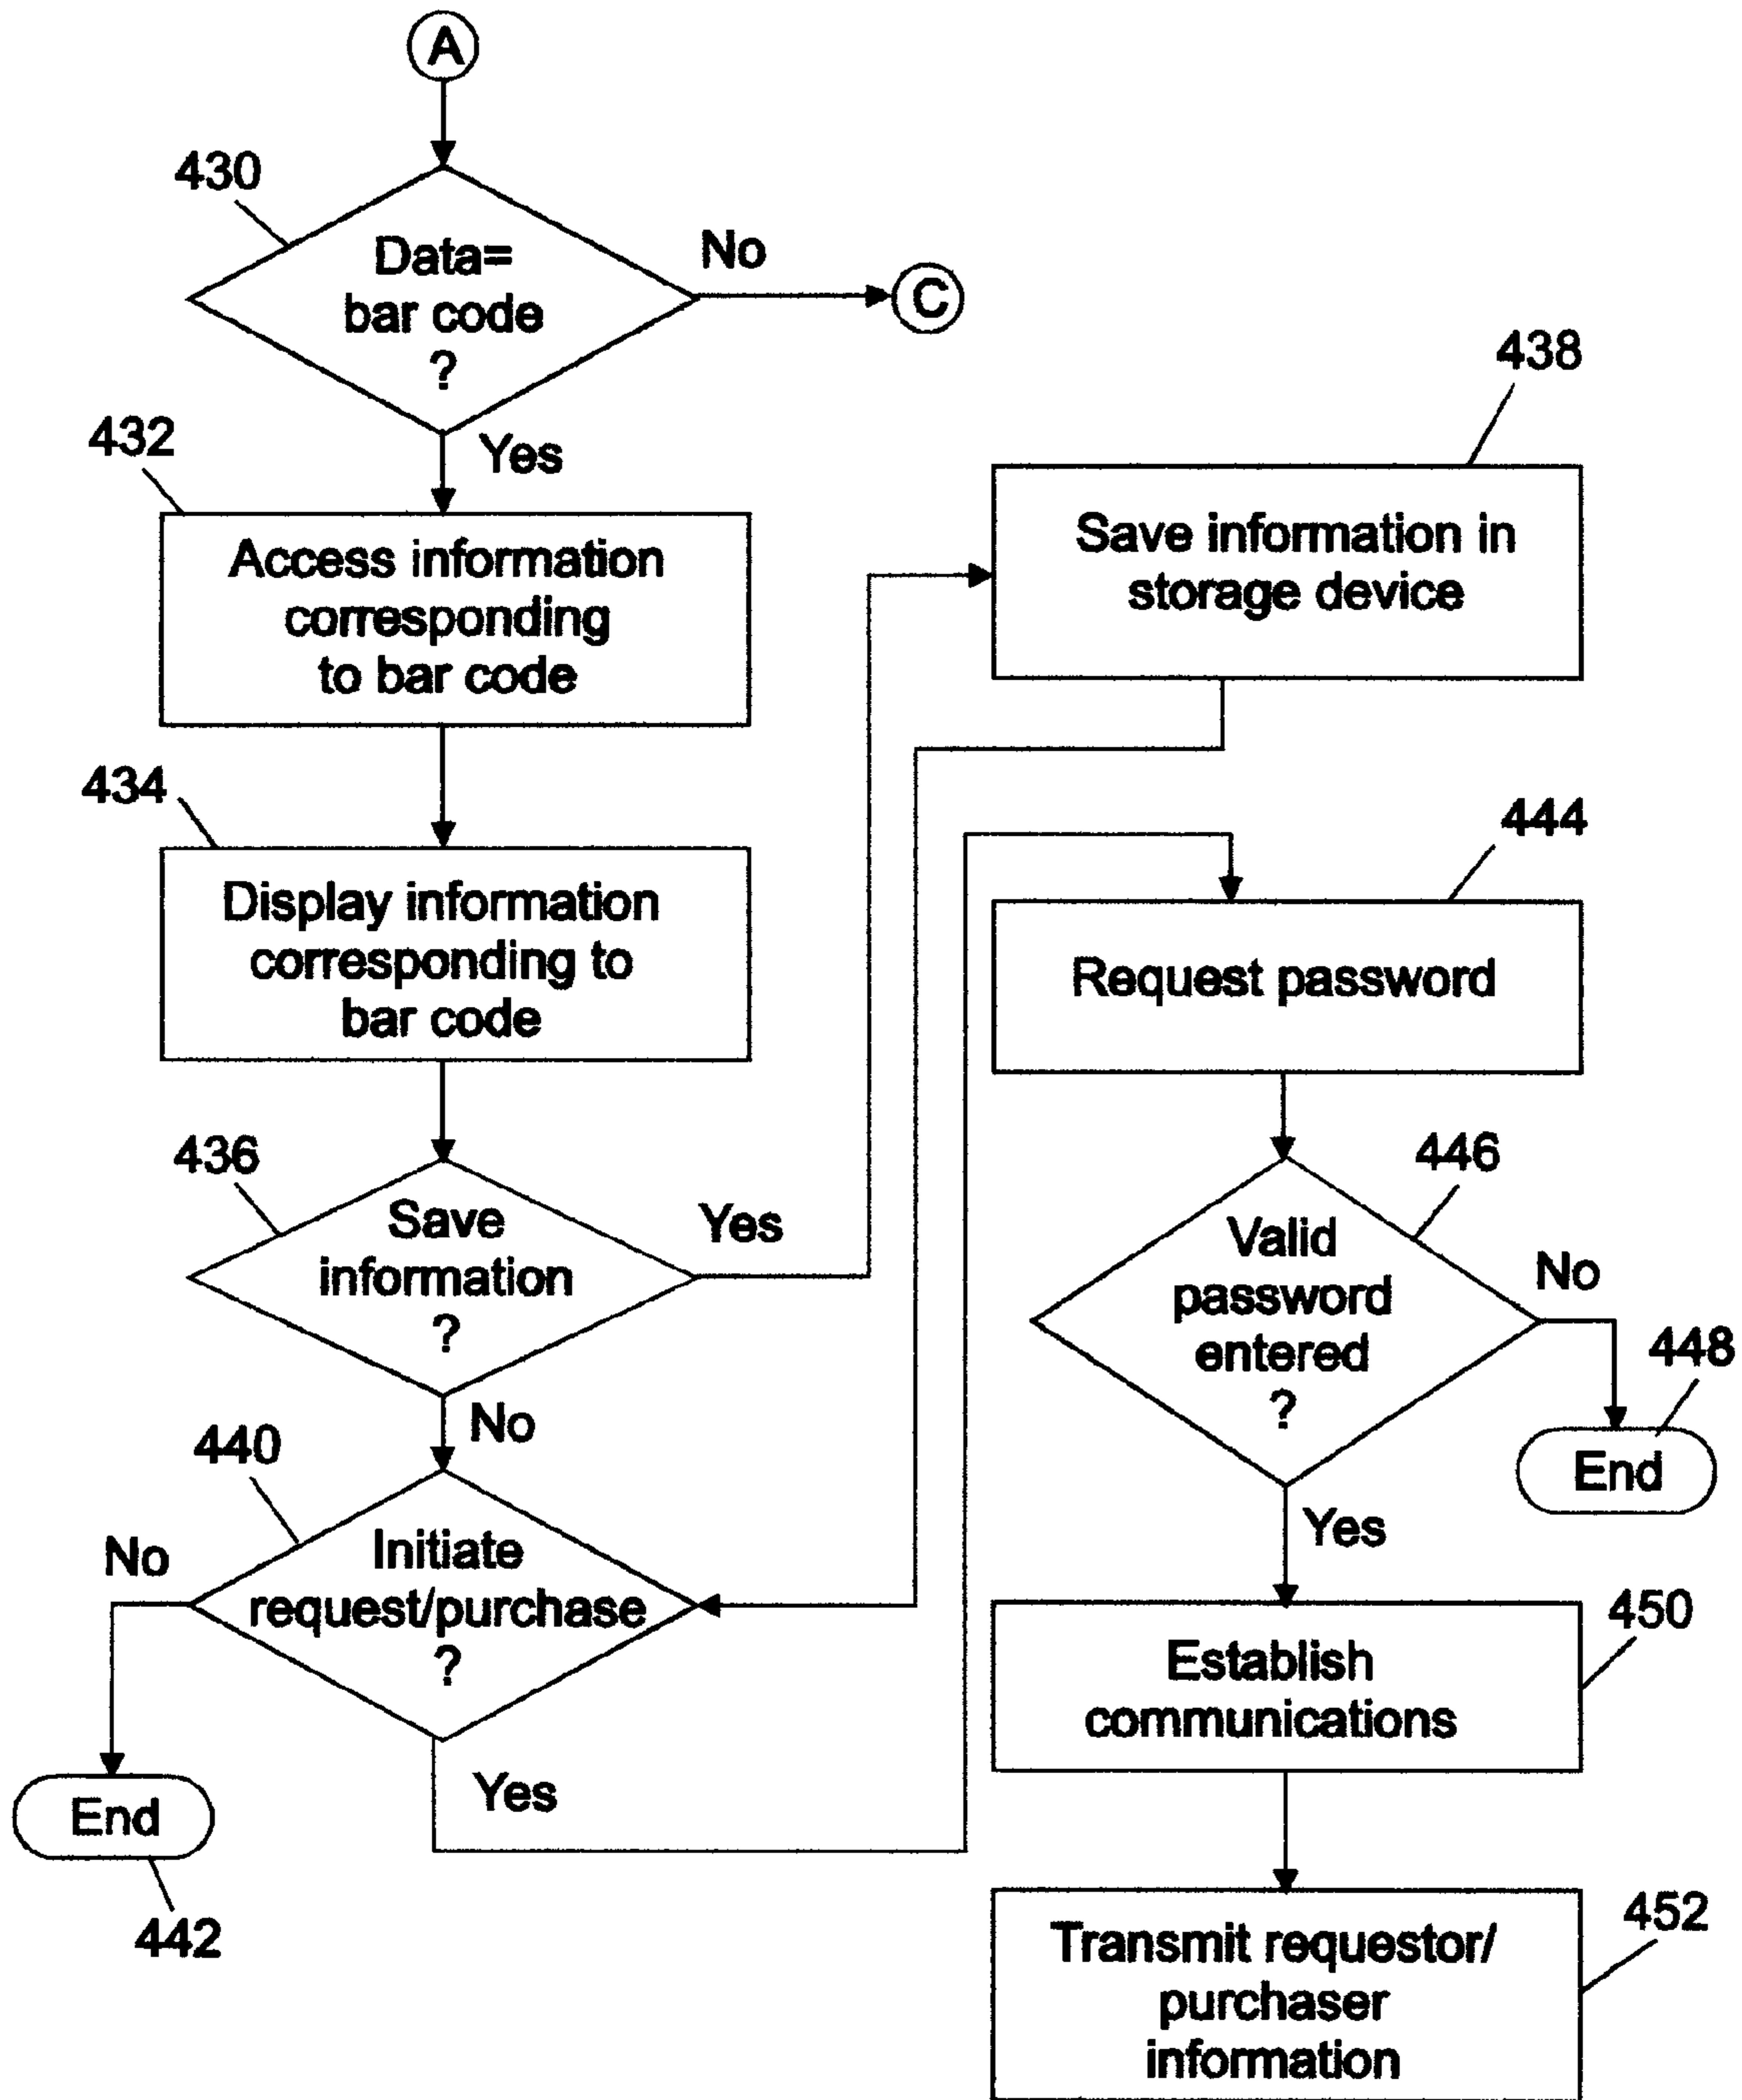 A
430
Data=
bar code
?
No
C
Yes
432
Access information
corresponding
to bar code
434
Display information
corresponding to
bar code
436
Save
information
?
Yes
No
438
Save information in
storage device
440
Initiate
request/purchase
?
No
End
442
Yes
444
Request password
446
Valid
password
entered
?
No
448
End
Yes
450
Establish
communications
452
Transmit requestor/
purchaser
information